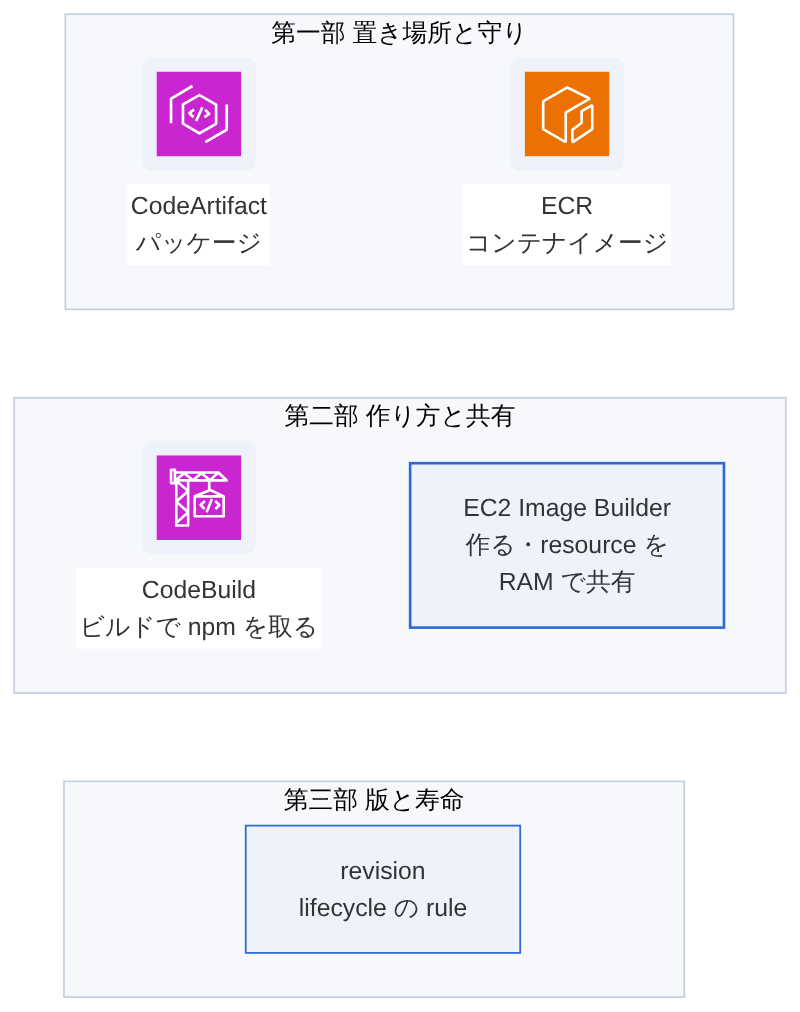 第一部 置き場所と守り
CodeArtifact
パッケージ
ECR
コンテナイメージ
第二部 作り方と共有
CodeBuild
ビルドで npm を取る
EC2 Image Builder
作る・resource を
RAM で共有
第三部 版と寿命
revision
lifecycle の rule